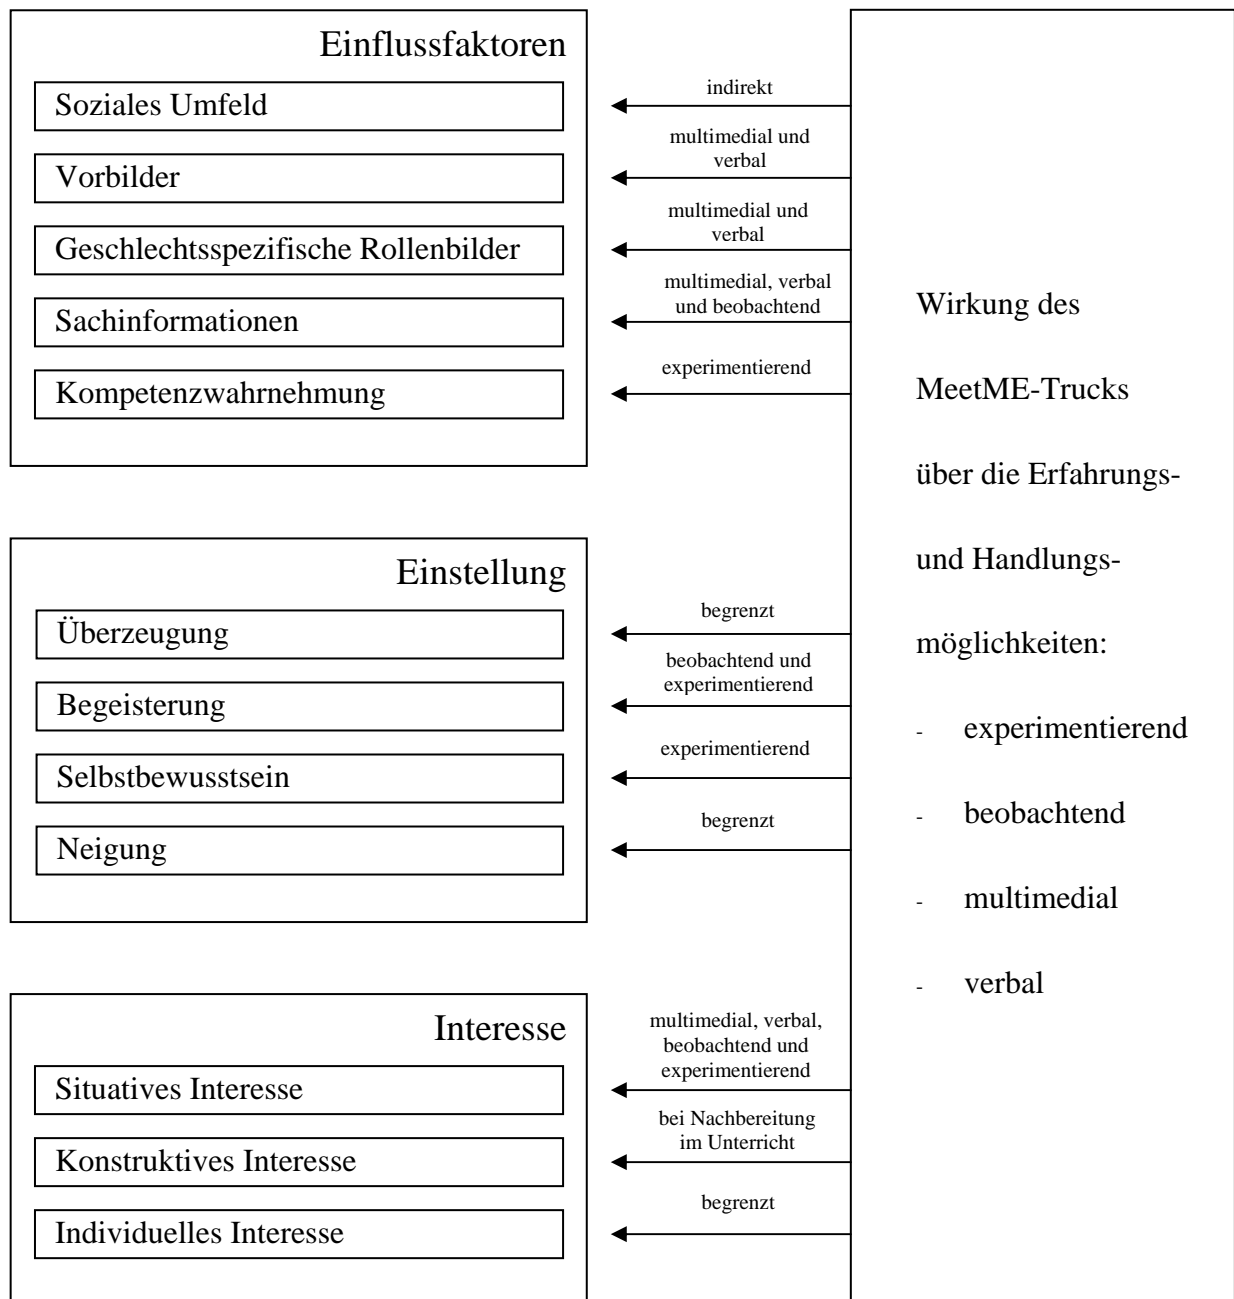 Einflussfaktoren
Soziales Umfeld
Vorbilder
Geschlechtsspezifische Rollenbilder
Sachinformationen
Kompetenzwahrnehmung
indirekt
multimedial und
verbal
multimedial und
verbal
multimedial, verbal
und beobachtend
experimentierend
Einstellung
Überzeugung
Begeisterung
Selbstbewusstsein
Neigung
begrenzt
beobachtend und
experimentierend
experimentierend
begrenzt
Interesse
Situatives Interesse
Konstruktives Interesse
Individuelles Interesse
multimedial, verbal,
beobachtend und
experimentierend
bei Nachbereitung
im Unterricht
begrenzt
Wirkung des
MeetME-Trucks
über die Erfahrungs-
und Handlungs-
möglichkeiten:
- experimentierend
- beobachtend
- multimedial
- verbal